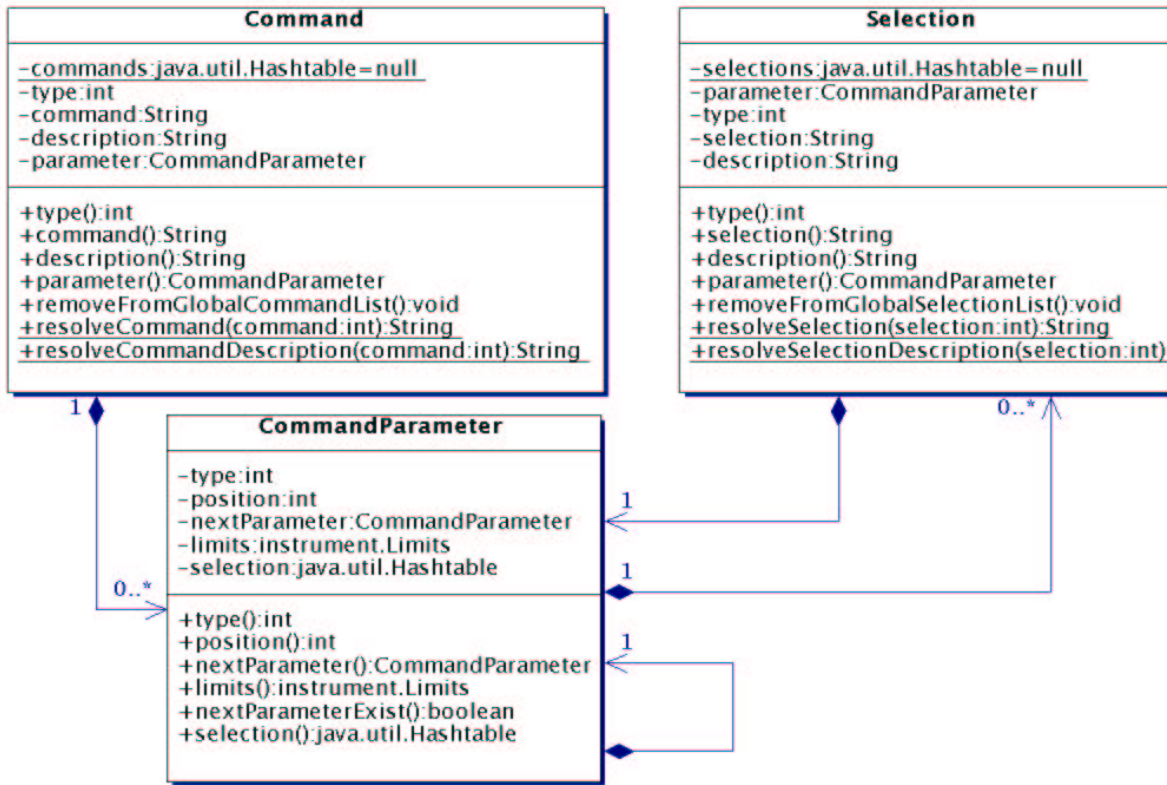 Command
-commands:java.util.Hashtable=null
-type:int
-command:String
-description:String
-parameter:CommandParameter
+type():int
+command():String
+description():String
+parameter():CommandParameter
+removeFromGlobalCommandList():void
+resolveCommand(command:int):String
+resolveCommandDescription(command:int):String
Selection
-selections:java.util.Hashtable=null
-parameter:CommandParameter
-type:int
-selection:String
-description:String
+type():int
+selection():String
+description():String
+parameter():CommandParameter
+removeFromGlobalSelectionList():void
+resolveSelection(selection:int):String
+resolveSelectionDescription(selection:int)
1
0..*
CommandParameter
-type:int
-position:int
-nextParameter:CommandParameter
-limits:instrument.Limits
-selection:java.util.Hashtable
+type():int
+position():int
+nextParameter():CommandParameter
+limits():instrument.Limits
+nextParameterExist():boolean
+selection():java.util.Hashtable
0..*
1
1
1